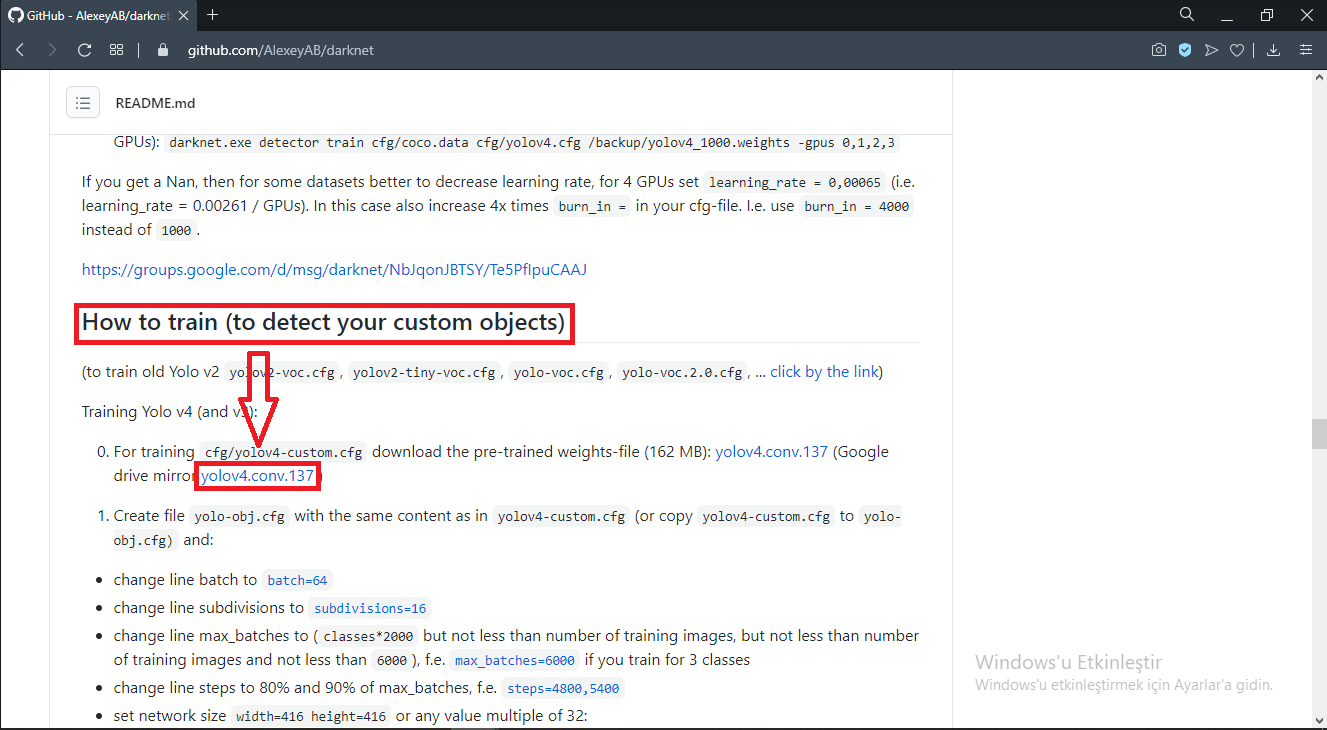 GitHub - AlexeyAB/darknet
github.com/AlexeyAB/darknet
README.md
GPUs): darknet.exe detector train cfg/coco.data cfg/yolov4.cfg /backup/yolov4_1000.weights -gpus 0,1,2,3
If you get a Nan, then for some datasets better to decrease learning rate, for 4 GPUs set learning_rate = 0,00065 (i.e.
learning_rate = 0.00261 / GPUs). In this case also increase 4x times burn_in = in your cfg-file. I.e. use burn_in = 4000
instead of 1000 .
https://groups.google.com/d/msg/darknet/NbJqonJBTSY/Te5PfIpuCAAJ
How to train (to detect your custom objects)
(to train old Yolo v2 yolov2-voc.cfg , yolov2-tiny-voc.cfg , yolo-voc.cfg , yolo-voc.2.0.cfg , ... click by the link)
Training Yolo v4 (and v3):
0. For training cfg/yolov4-custom.cfg download the pre-trained weights-file (162 MB): yolov4.conv.137 (Google
drive mirror yolov4.conv.137 )
1. Create file yolo-obj.cfg with the same content as in yolov4-custom.cfg (or copy yolov4-custom.cfg to yolo-
obj.cfg) and:
• change line batch to batch=64
• change line subdivisions to subdivisions=16
• change line max_batches to ( classes*2000 but not less than number of training images, but not less than number
of training images and not less than 6000 ), f.e. max_batches=6000 if you train for 3 classes
• change line steps to 80% and 90% of max_batches, f.e. steps=4800,5400
• set network size width=416 height=416 or any value multiple of 32:
Windows'u Etkinleştir
Windows'u etkinleştirmek için Ayarlar'a gidin.